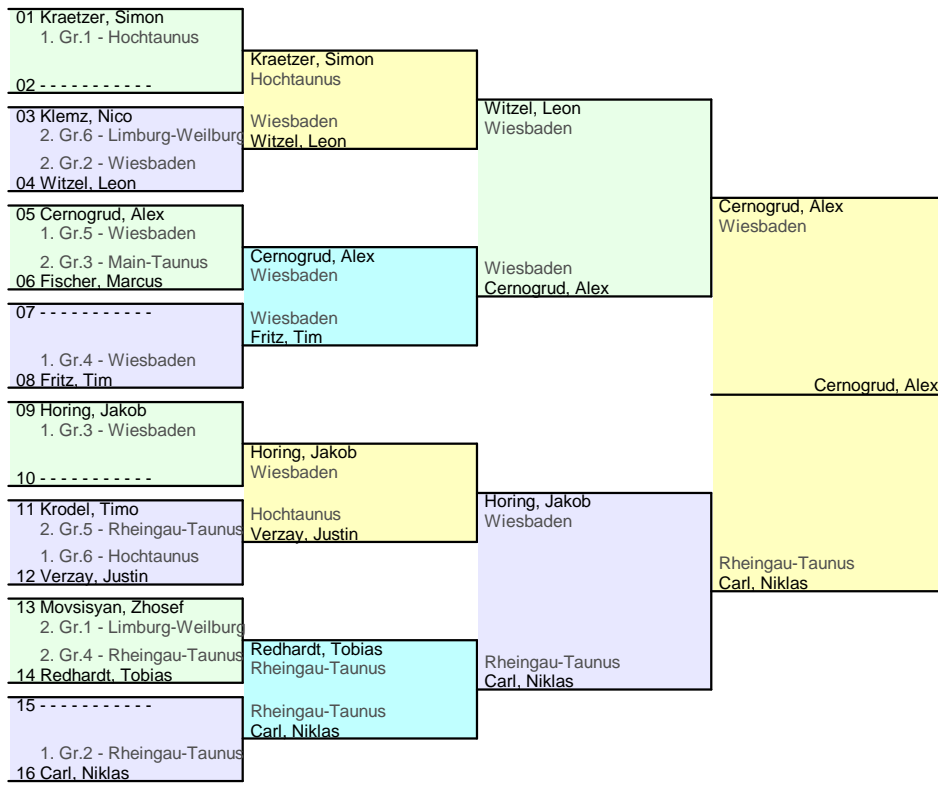 01 Kraetzer, Simon
1. Gr.1 - Hochtaunus
02 - - - - - - - - - - -
03 Klemz, Nico
2. Gr.6 - Limburg-Weilburg
2. Gr.2 - Wiesbaden
04 Witzel, Leon
05 Cernogrud, Alex
1. Gr.5 - Wiesbaden
2. Gr.3 - Main-Taunus
06 Fischer, Marcus
07 - - - - - - - - - - -
1. Gr.4 - Wiesbaden
08 Fritz, Tim
09 Horing, Jakob
1. Gr.3 - Wiesbaden
10 - - - - - - - - - - -
11 Krodel, Timo
2. Gr.5 - Rheingau-Taunus
1. Gr.6 - Hochtaunus
12 Verzay, Justin
13 Movsisyan, Zhosef
2. Gr.1 - Limburg-Weilburg
2. Gr.4 - Rheingau-Taunus
14 Redhardt, Tobias
15 - - - - - - - - - - -
1. Gr.2 - Rheingau-Taunus
16 Carl, Niklas
Kraetzer, Simon
Hochtaunus
Wiesbaden
Witzel, Leon
Cernogrud, Alex
Wiesbaden
Wiesbaden
Fritz, Tim
Horing, Jakob
Wiesbaden
Hochtaunus
Verzay, Justin
Redhardt, Tobias
Rheingau-Taunus
Rheingau-Taunus
Carl, Niklas
Witzel, Leon
Wiesbaden
Wiesbaden
Cernogrud, Alex
Horing, Jakob
Wiesbaden
Rheingau-Taunus
Carl, Niklas
Cernogrud, Alex
Wiesbaden
Rheingau-Taunus
Carl, Niklas
Cernogrud, Alex